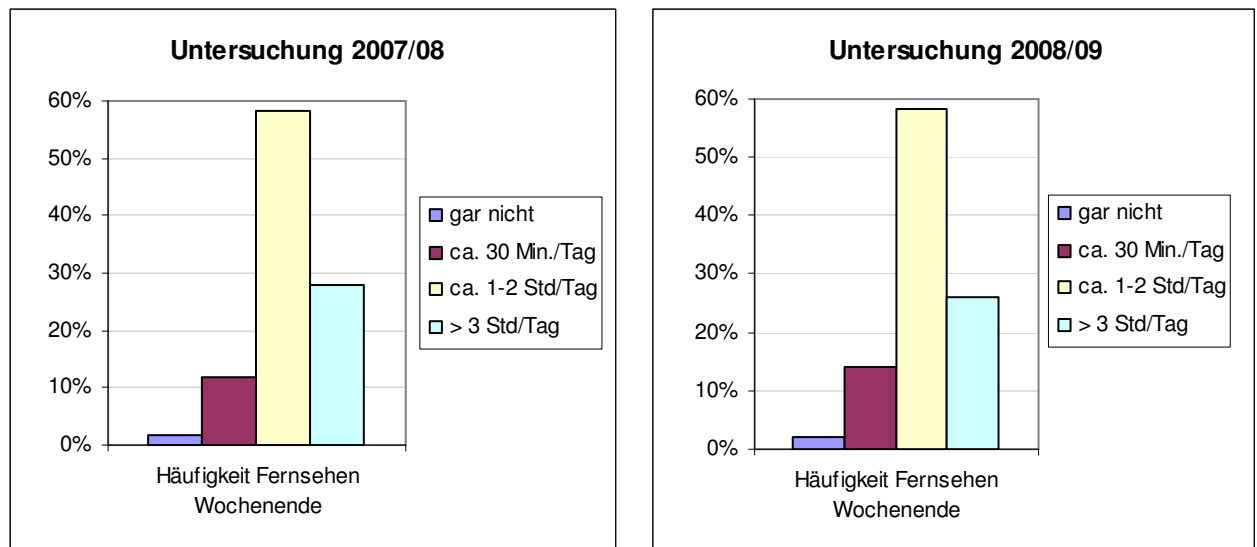 Untersuchung 2007/08
60%
50%
40%
30%
20%
10%
0%
Häufigkeit Fernsehen
Wochenende
gar nicht
ca. 30 Min./Tag
ca. 1-2 Std/Tag
> 3 Std/Tag
Untersuchung 2008/09
60%
50%
40%
30%
20%
10%
0%
Häufigkeit Fernsehen
Wochenende
gar nicht
ca. 30 Min./Tag
ca. 1-2 Std/Tag
> 3 Std/Tag